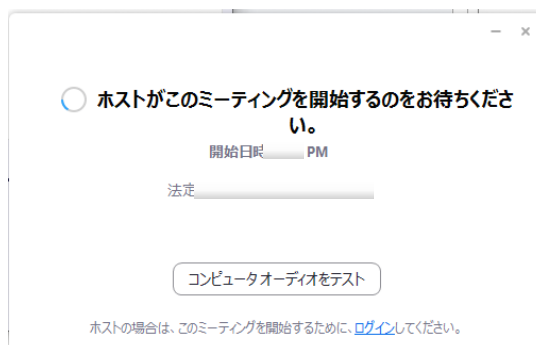 ホストがこのミーティングを開始するのをお待ちくださ
い。
開始日時 PM
法定
コンピュータ オーディオをテスト
ホストの場合は、このミーティングを開始するために、ログインしてください。